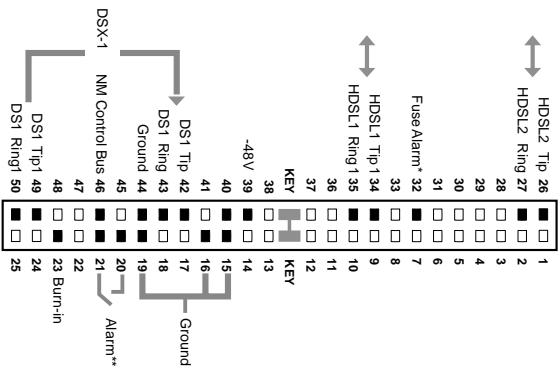 HDSL2 Tip 26 1
HDSL2 Ring 27 2
28 3
29 4
30 5
31 6
Fuse Alarm* 32 7
33 8
HDSL1 Tip 1 34 9
HDSL1 Ring 1 35 10
36 11
37 12
KEY KEY
38 13
-48V 39 14
40 15
41 16
Ground
DS1 Tip 42 17
DS1 Ring 43 18
Ground 44 19
45 20
DSX-1
NM Control Bus 46 21
Alarm**
47 22
48 23 Burn-in
DS1 Tip1 49 24
DS1 Ring1 50 25